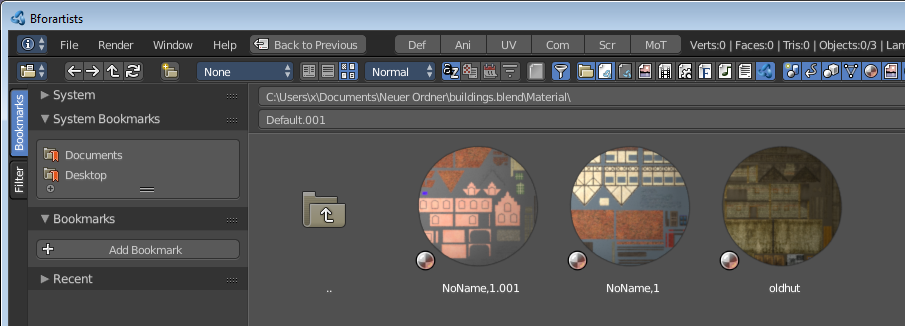 Bforartists
File Render Window Help Back to Previous Def Ani UV Com Scr MoT Verts:0 | Faces:0 | Tris:0 | Objects:0/3 | Lam
None Normal
System
System Bookmarks
Documents
Desktop
Bookmarks
Add Bookmark
Recent
Bookmarks
Filter
C:\Users\x\Documents\Neuer Ordner\buildings.blend\Material\
Default.001
.. NoName,1.001 NoName,1 oldhut